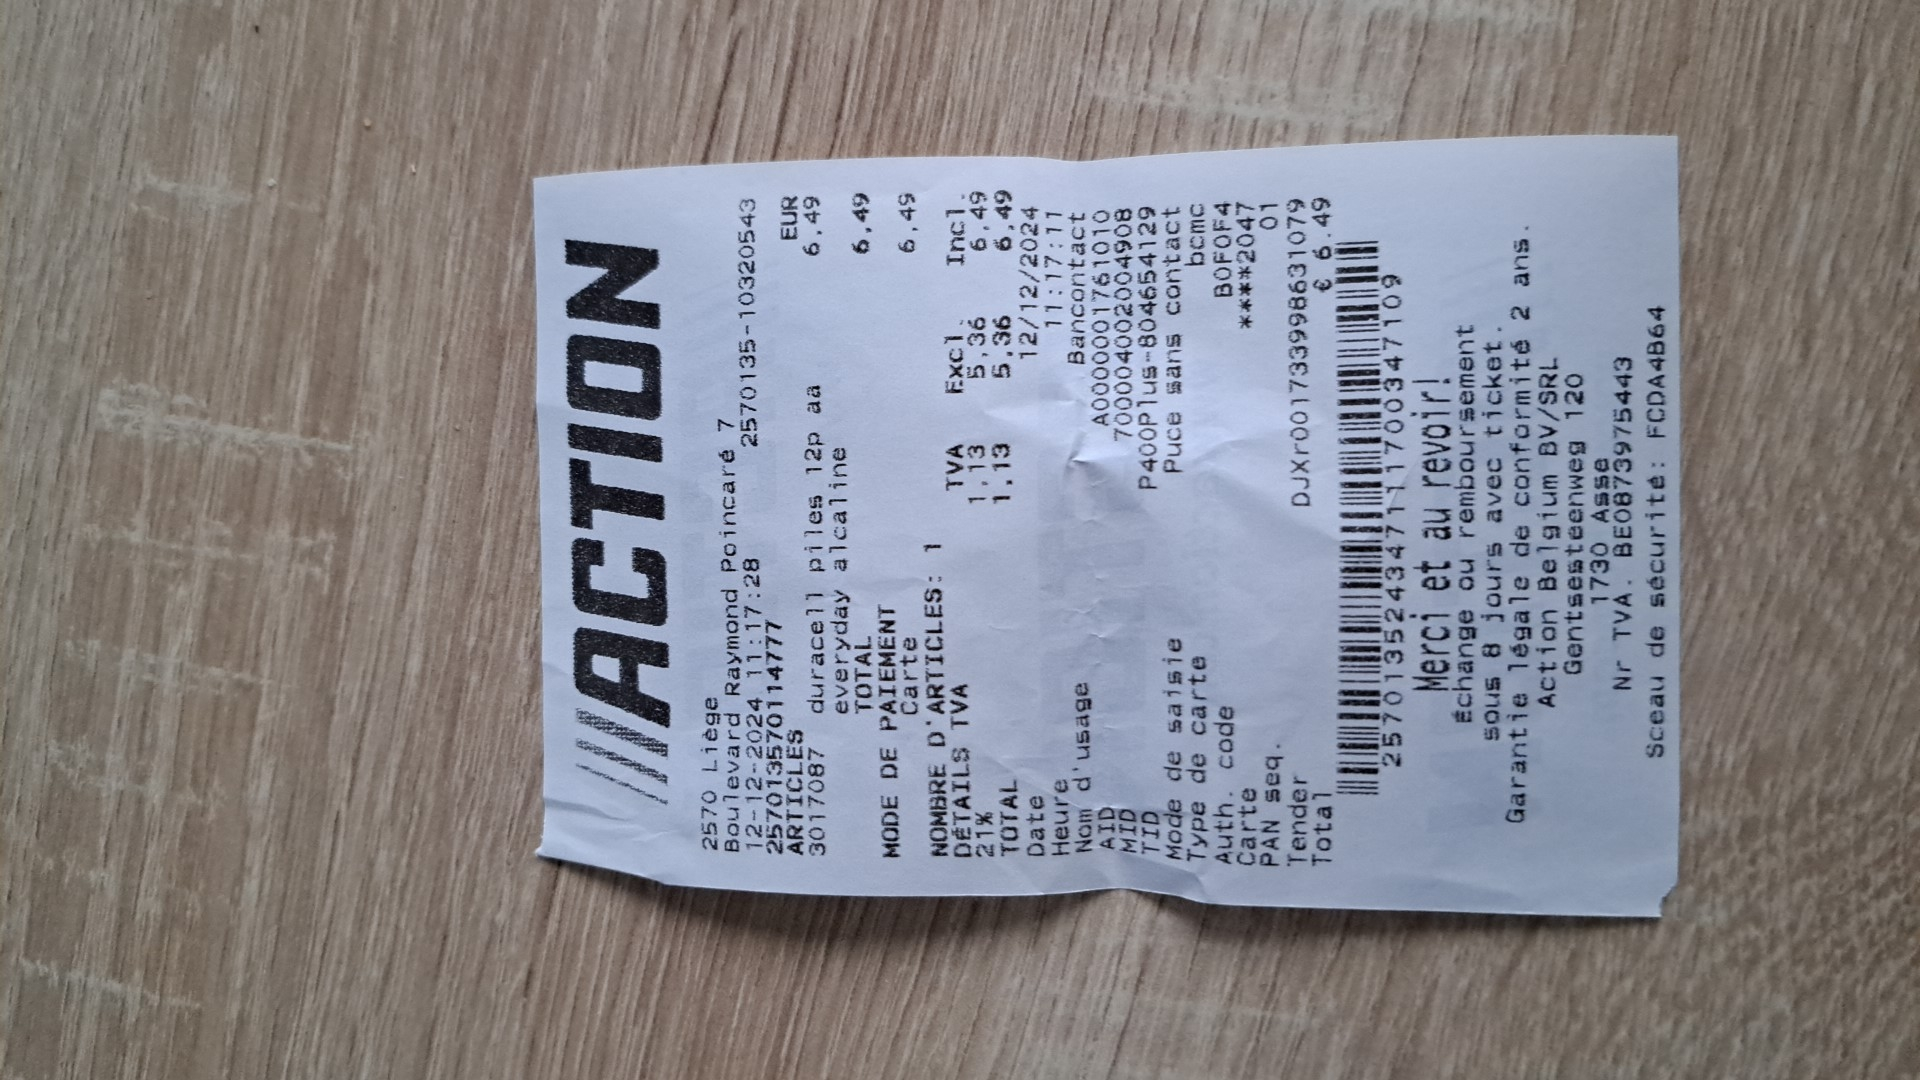 ///ACTION
2570 Liège
Boulevard Raymond Poincaré 7
12-12-2024 11:17:28 2570135-10320543
2570135701114777
ARTICLES EUR
3017087 duracell piles 12p aa 6,49
everyday alcaline
TOTAL 6,49
MODE DE PAIEMENT
Carte 6,49
NOMBRE D'ARTICLES: 1
DÉTAILS TVA TVA Excl. Incl.
21% 1,13 5,36 6,49
TOTAL 1,13 5,36 6,49
Date 12/12/2024
Heure 11:17:11
Nom d'usage Bancontact
AID A0000001761010
MID 700004002004908
TID P400Plus-804654129
Mode de saisie Puce sans contact
Type de carte bcmc
Auth. code B0F0F4
Carte ****2047
PAN seq. 01
Tender DJXr001733998631079
Total € 6.49
2570135243471117003471 09
Merci et au revoir!
Échange ou remboursement
sous 8 jours avec ticket.
Garantie légale de conformité 2 ans.
Action Belgium BV/SRL
Gentsesteenweg 120
1730 Asse
Nr TVA. BE0873975443
Sceau de sécurité: FCDA4B64